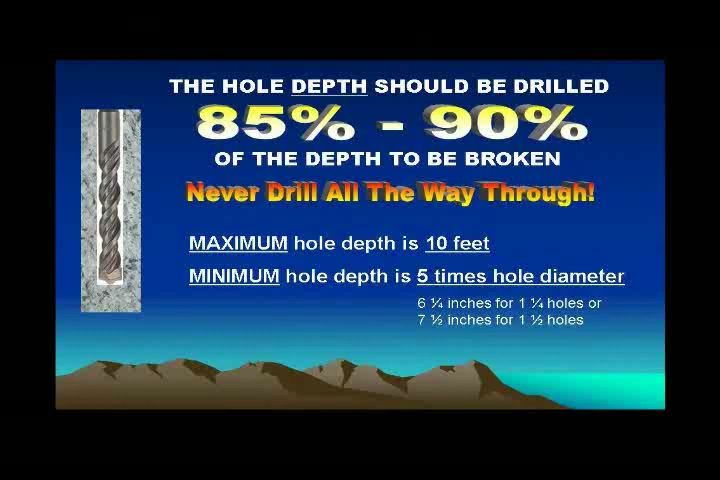 THE HOLE DEPTH SHOULD BE DRILLED
85% - 90%
OF THE DEPTH TO BE BROKEN
Never Drill All The Way Through!
MAXIMUM hole depth is 10 feet
MINIMUM hole depth is 5 times hole diameter
6 ¼ inches for 1 ¼ holes or
7 ½ inches for 1 ½ holes